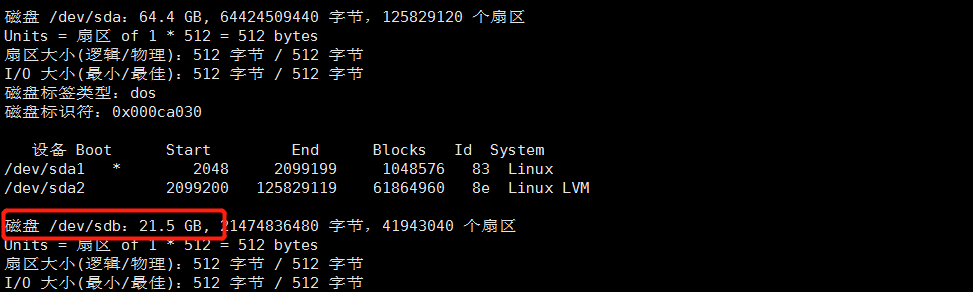 磁盘 /dev/sda：64.4 GB, 64424509440 字节，125829120 个扇区
Units = 扇区 of 1 * 512 = 512 bytes
扇区大小(逻辑/物理)：512 字节 / 512 字节
I/O 大小(最小/最佳)：512 字节 / 512 字节
磁盘标签类型：dos
磁盘标识符：0x000ca030
设备 Boot      Start         End      Blocks   Id  System
/dev/sda1   *        2048     2099199     1048576   83  Linux
/dev/sda2         2099200   125829119    61864960   8e  Linux LVM
磁盘 /dev/sdb：21.5 GB, 21474836480 字节，41943040 个扇区
Units = 扇区 of 1 * 512 = 512 bytes
扇区大小(逻辑/物理)：512 字节 / 512 字节
I/O 大小(最小/最佳)：512 字节 / 512 字节